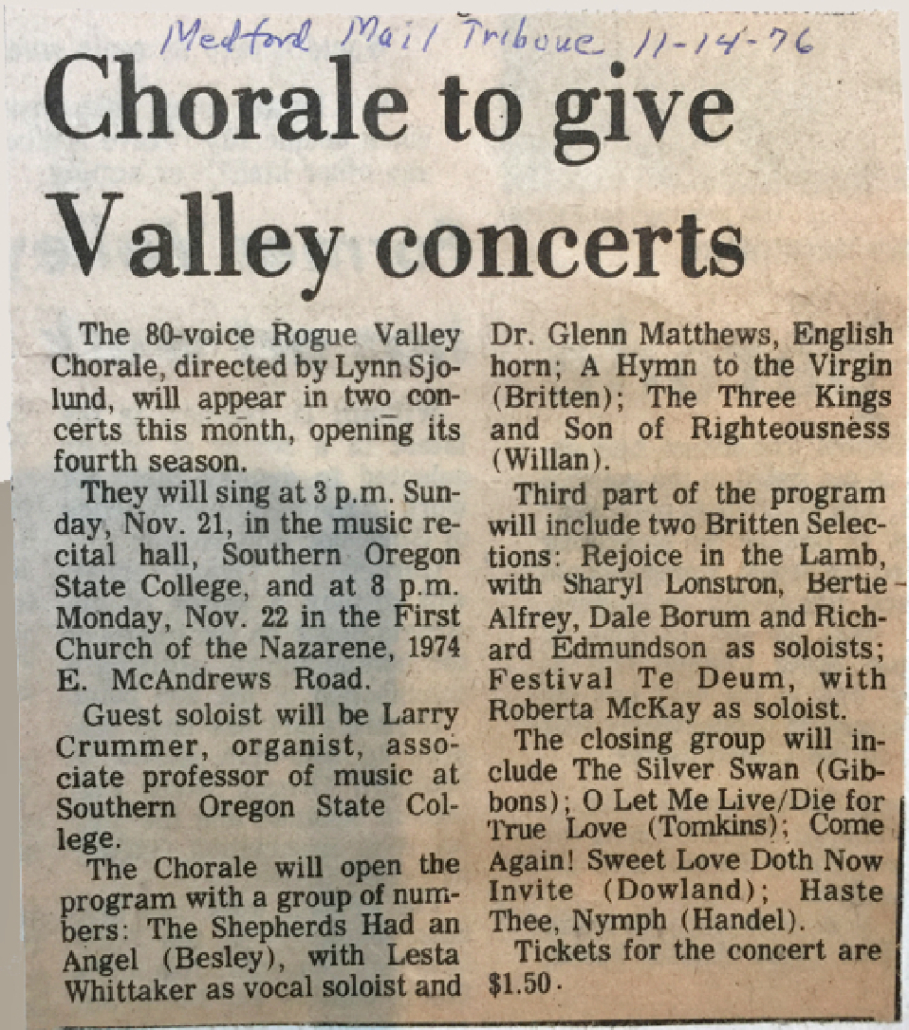 Medford Mail Tribune 11-14-76
Chorale to give
Valley concerts
The 80-voice Rogue Valley
Chorale, directed by Lynn Sjo-
lund, will appear in two con-
certs this month, opening its
fourth season.
They will sing at 3 p.m. Sun-
day, Nov. 21, in the music re-
cital hall, Southern Oregon
State College, and at 8 p.m.
Monday, Nov. 22 in the First
Church of the Nazarene, 1974
E. McAndrews Road.
Guest soloist will be Larry
Crummer, organist, asso-
ciate professor of music at
Southern Oregon State Col-
lege.
The Chorale will open the
program with a group of num-
bers: The Shepherds Had an
Angel (Besley), with Lesta
Whittaker as vocal soloist and
Dr. Glenn Matthews, English
horn; A Hymn to the Virgin
(Britten); The Three Kings
and Son of Righteousness
(Willan).
Third part of the program
will include two Britten Selec-
tions: Rejoice in the Lamb,
with Sharyl Lonstron, Bertie
Alfrey, Dale Borum and Rich-
ard Edmundson as soloists;
Festival Te Deum, with
Roberta McKay as soloist.
The closing group will in-
clude The Silver Swan (Gib-
bons); O Let Me Live/Die for
True Love (Tomkins); Come
Again! Sweet Love Doth Now
Invite (Dowland); Haste
Thee, Nymph (Handel).
Tickets for the concert are
$1.50.